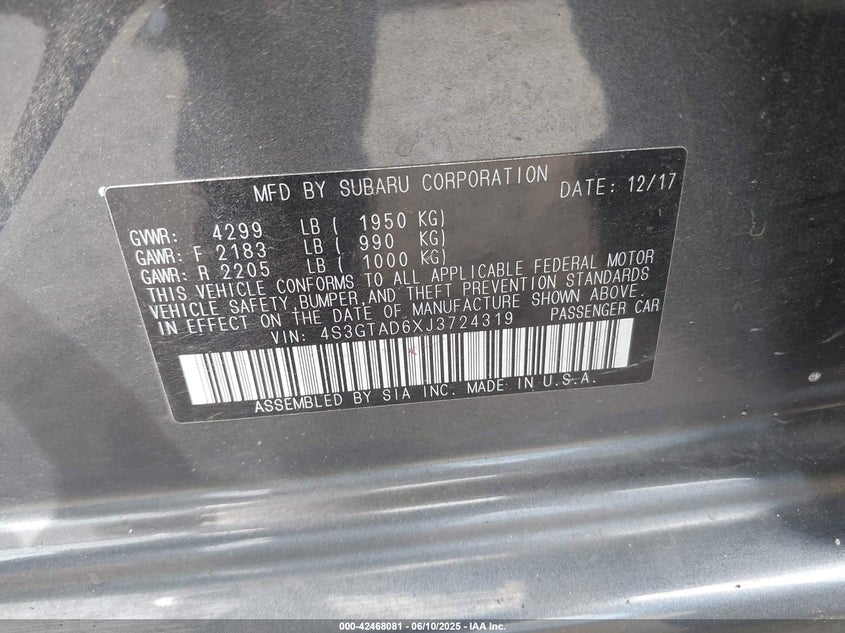 MFD BY SUBARU CORPORATION DATE: 12/17
GVWR: 4299 LB ( 1950 KG)
GAWR: F 2183 LB ( 990 KG)
GAWR: R 2205 LB ( 1000 KG)
THIS VEHICLE CONFORMS TO ALL APPLICABLE FEDERAL MOTOR
VEHICLE SAFETY,BUMPER,AND THEFT PREVENTION STANDARDS
IN EFFECT ON THE DATE OF MANUFACTURE SHOWN ABOVE.
VIN: 4S3GTAD6XJ3724319 PASSENGER CAR
ASSEMBLED BY SIA INC. MADE IN U.S.A.
000-42468081 - 06/10/2025 - IAA Inc.